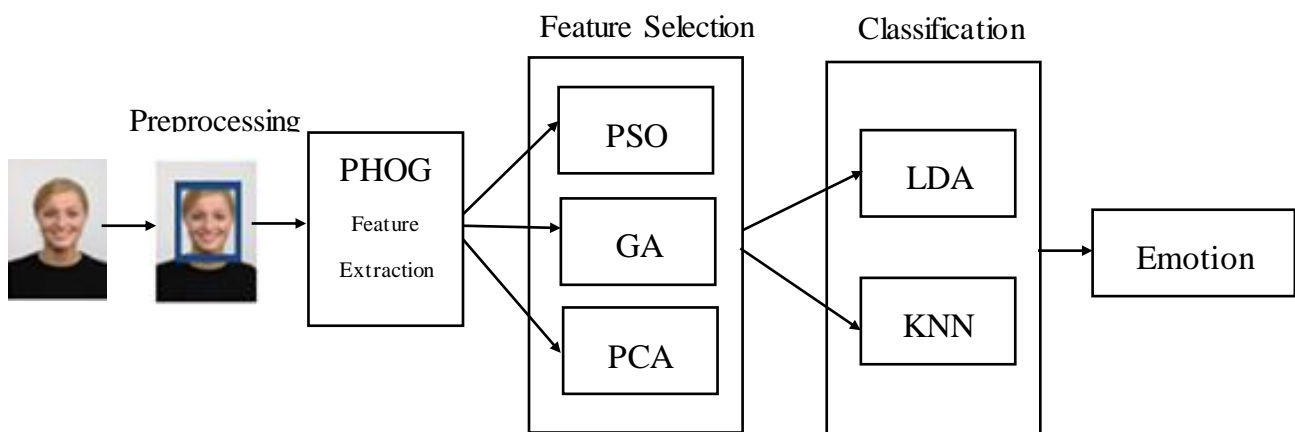 Feature Selection
Classification
Preprocessing
PHOG
Feature
Extraction
PSO
GA
PCA
LDA
KNN
Emotion